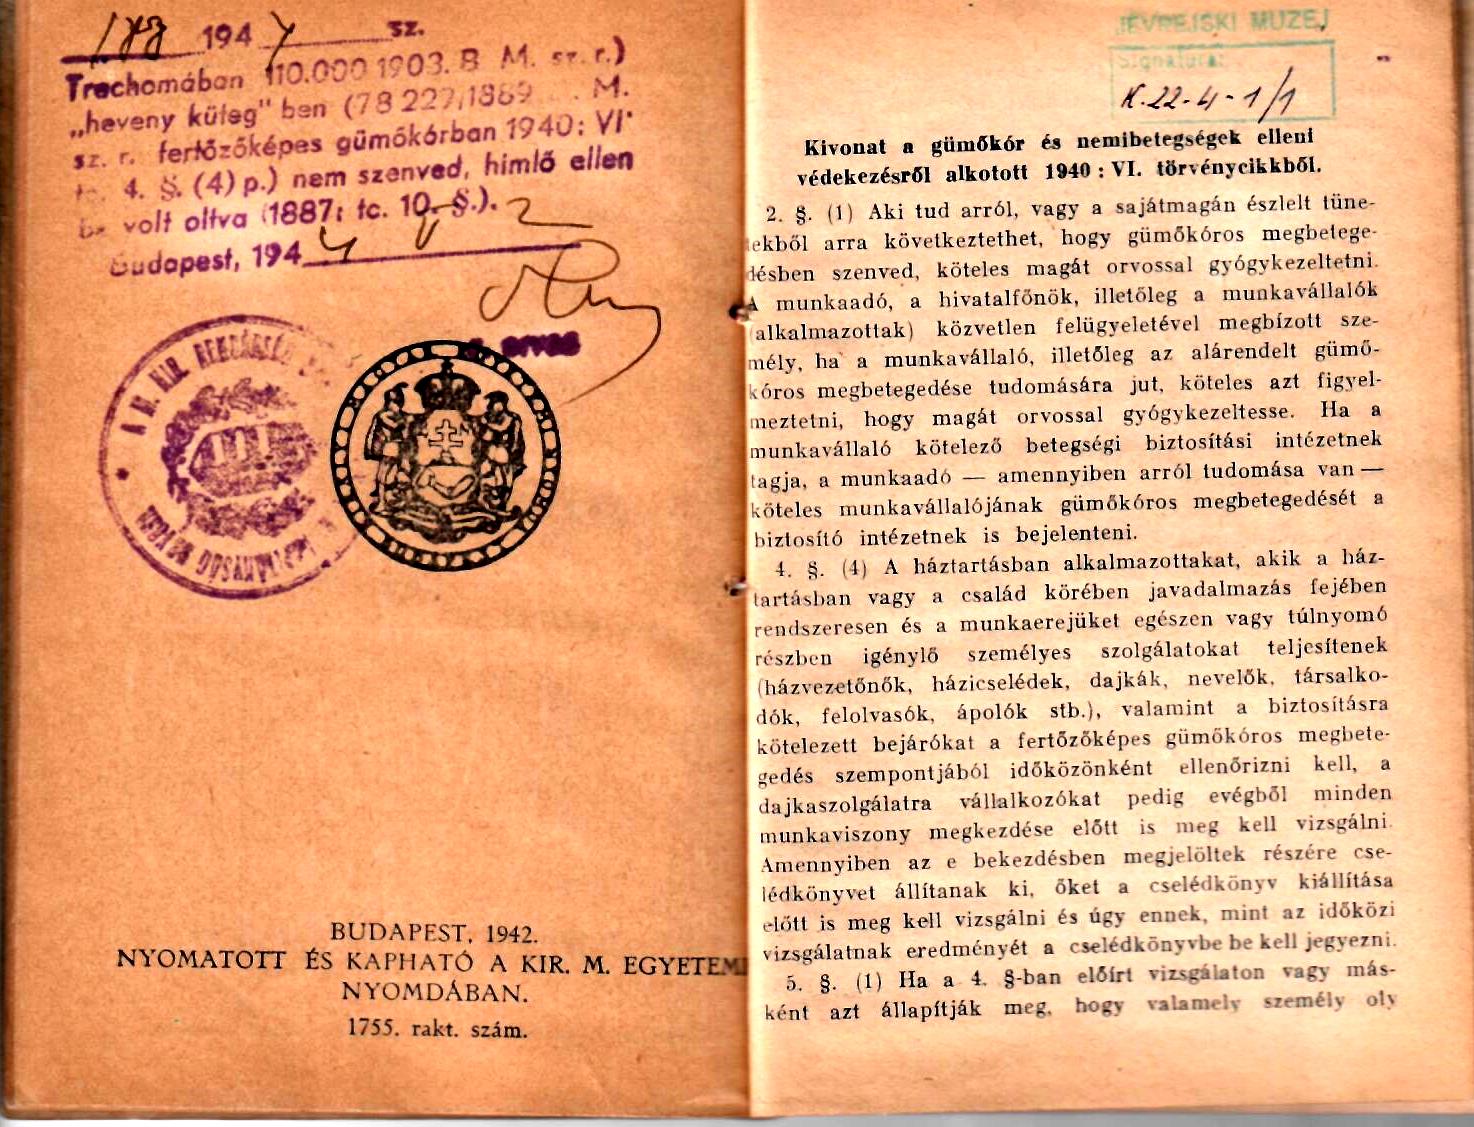 188 194 4 sz.
Trachomában 110.000 1903. B M. sz. r.)
„heveny küteg" ben (78 227/1889 M.
sz. r. fertőzőképes gümőkórban 1940: VI
4. §. (4) p.) nem szenved, himlő ellen
volt oltva (1887: tc. 10. §.).
Budapest, 194 4 V 2
orvos
A M. KIR.
BUDAPEST, 1942.
NYOMATOTT ÉS KAPHATÓ A KIR. M. EGYETEMI
NYOMDÁBAN.
1755. rakt. szám.
JEVREJSKI MUZEJ
Signatura:
K. 22-4-1/1
Kivonat a gümőkór és nemibetegségek elleni
védekezésről alkotott 1940 : VI. törvénycikkből.
2. §. (1) Aki tud arról, vagy a sajátmagán észlelt tüne-
ekből arra következtethet, hogy gümőkóros megbetege-
désben szenved, köteles magát orvossal gyógykezeltetni.
A munkaadó, a hivatalfőnök, illetőleg a munkavállalók
(alkalmazottak) közvetlen felügyeletével megbízott sze-
mély, ha a munkavállaló, illetőleg az alárendelt gümő-
kóros megbetegedése tudomására jut, köteles azt figyel-
meztetni, hogy magát orvossal gyógykezeltesse. Ha a
munkavállaló kötelező betegségi biztosítási intézetnek
tagja, a munkaadó — amennyiben arról tudomása van —
köteles munkavállalójának gümőkóros megbetegedését a
biztosító intézetnek is bejelenteni.
4. §. (4) A háztartásban alkalmazottakat, akik a ház-
tartásban vagy a család körében javadalmazás fejében
rendszeresen és a munkaerejüket egészen vagy túlnyomó
részben igénylő személyes szolgálatokat teljesítenek
(házvezetőnők, házicselédek, dajkák, nevelők, társalko-
dók, felolvasók, ápolók stb.), valamint a biztosításra
kötelezett bejárókat a fertőzőképes gümőkóros megbete-
gedés szempontjából időközönként ellenőrizni kell, a
dajkaszolgálatra vállalkozókat pedig evégből minden
munkaviszony megkezdése előtt is meg kell vizsgálni.
Amennyiben az e bekezdésben megjelöltek részére cse-
lédkönyvet állítanak ki, őket a cselédkönyv kiállítása
előtt is meg kell vizsgálni és úgy ennek, mint az időközi
vizsgálatnak eredményét a cselédkönyvbe be kell jegyezni.
5. §. (1) Ha a 4. §-ban előírt vizsgálaton vagy más-
ként azt állapítják meg, hogy valamely személy oly